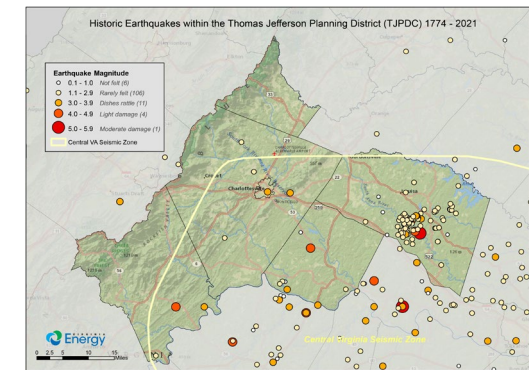 Historic Earthquakes within the Thomas Jefferson Planning District (TJPDC) 1774 - 2021
Earthquake Magnitude
0.1 - 1.0 Not felt (6)
1.1 - 2.9 Rarely felt (106)
3.0 - 3.9 Dishes rattle (11)
4.0 - 4.9 Light damage (4)
5.0 - 5.9 Moderate damage (1)
Central VA Seismic Zone
Central Virginia Seismic Zone
VIRGINIA
Energy
0 2.5 5 10 15
Miles